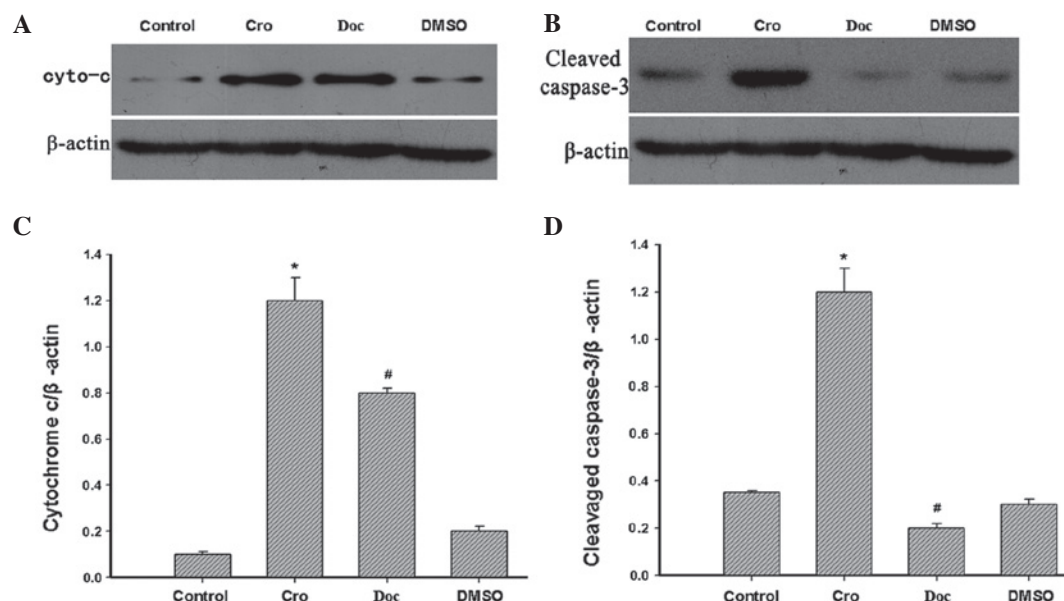 A
Control Cro Doc DMSO
cyto-c
β-actin
B
Control Cro Doc DMSO
Cleaved
caspase-3
β-actin
C
Cytochrome c/β -actin
1.4
1.2
1.0
0.8
0.6
0.4
0.2
0.0
*
#
Control Cro Doc DMSO
D
Cleavaged caspase-3/β -actin
1.4
1.2
1.0
0.8
0.6
0.4
0.2
0.0
*
#
Control Cro Doc DMSO